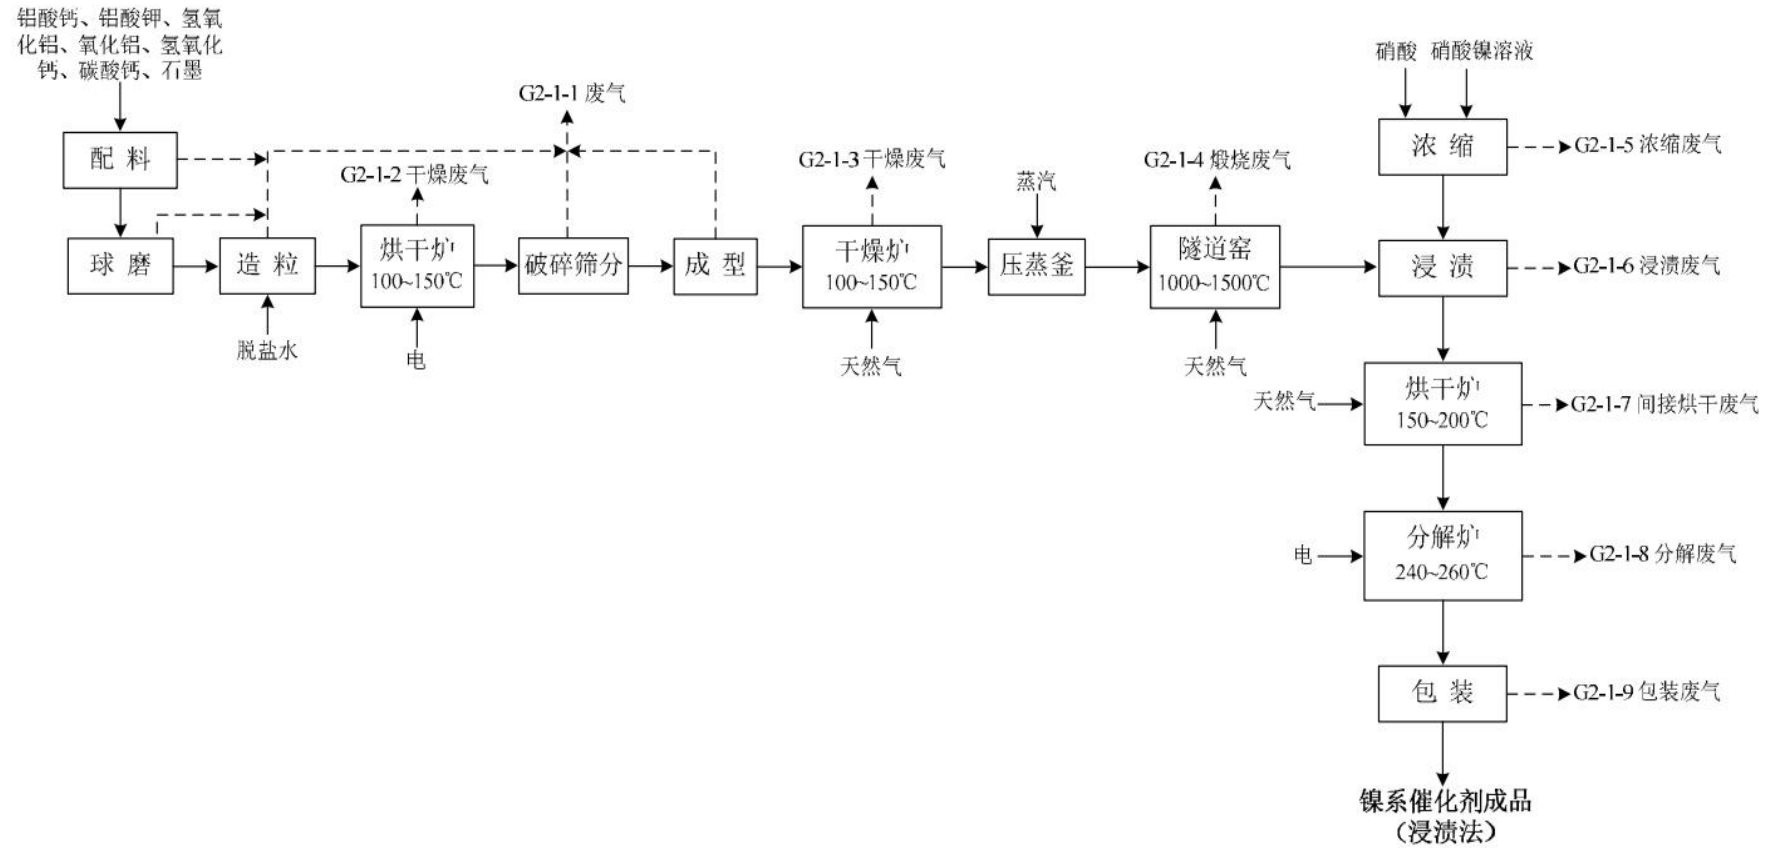 铝酸钙、铝酸钾、氢氧
化铝、氧化铝、氢氧化
钙、碳酸钙、石墨
配料
球磨
造粒
脱盐水
G2-1-2 干燥废气
烘干炉
100~150℃
电
G2-1-1 废气
破碎筛分
成型
G2-1-3 干燥废气
干燥炉
100~150℃
天然气
蒸汽
压蒸釜
G2-1-4 煅烧废气
隧道窑
1000~1500℃
天然气
硝酸
硝酸镍溶液
浓缩
G2-1-5 浓缩废气
浸渍
G2-1-6 浸渍废气
天然气
烘干炉
150~200℃
G2-1-7 间接烘干废气
电
分解炉
240~260℃
G2-1-8 分解废气
包装
G2-1-9 包装废气
镍系催化剂成品
（浸渍法）